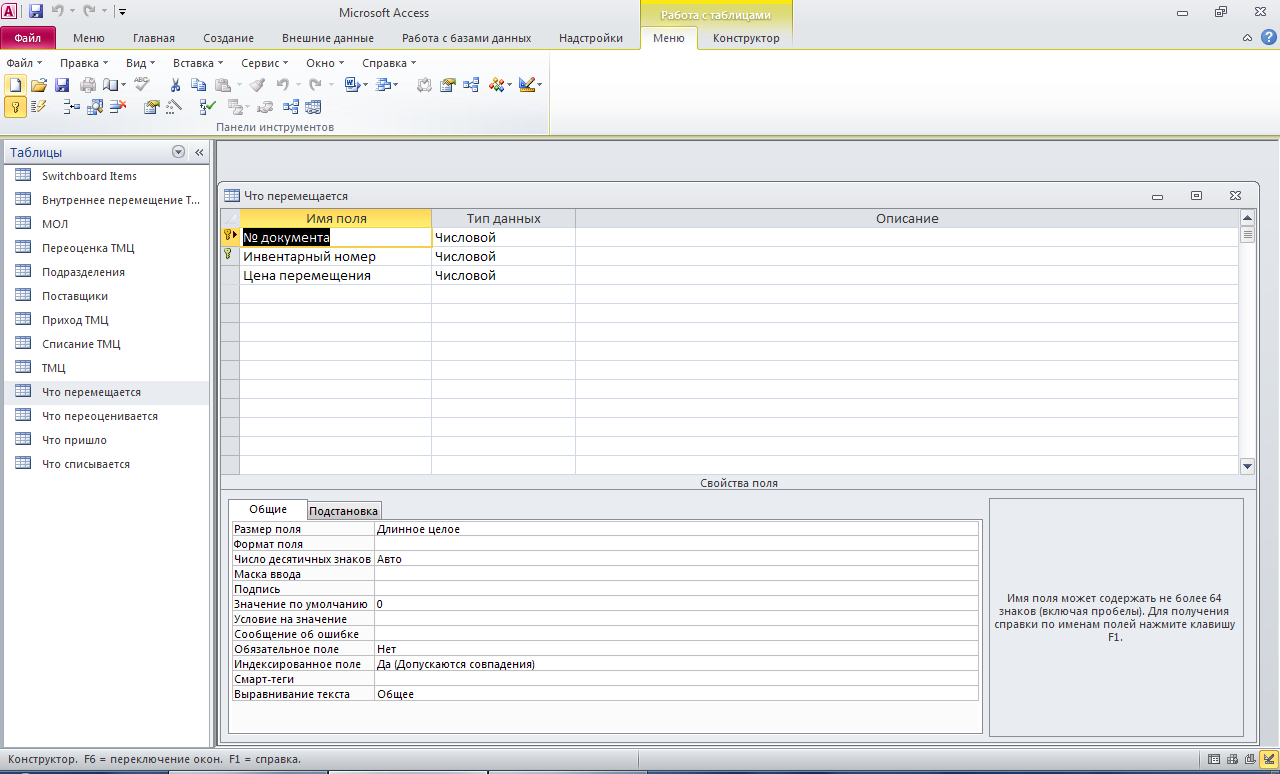 Microsoft Access
Работа с таблицами
Файл Меню Главная Создание Внешние данные Работа с базами данных Надстройки Меню Конструктор
Файл Правка Вид Вставка Сервис Окно Справка
Панели инструментов
Таблицы
Switchboard Items
Внутреннее перемещение Т...
МОЛ
Переоценка ТМЦ
Подразделения
Поставщики
Приход ТМЦ
Списание ТМЦ
ТМЦ
Что перемещается
Что переоценивается
Что пришло
Что списывается
Что перемещается
Имя поля Тип данных Описание
№ документа Числовой
Инвентарный номер Числовой
Цена перемещения Числовой
Свойства поля
Общие Подстановка
Размер поля Длинное целое
Формат поля
Число десятичных знаков Авто
Маска ввода
Подпись
Значение по умолчанию 0
Условие на значение
Сообщение об ошибке
Обязательное поле Нет
Индексированное поле Да (Допускаются совпадения)
Смарт-теги
Выравнивание текста Общее
Имя поля может содержать не более 64
знаков (включая пробелы). Для получения
справки по именам полей нажмите клавишу
F1.
Конструктор. F6 = переключение окон. F1 = справка.